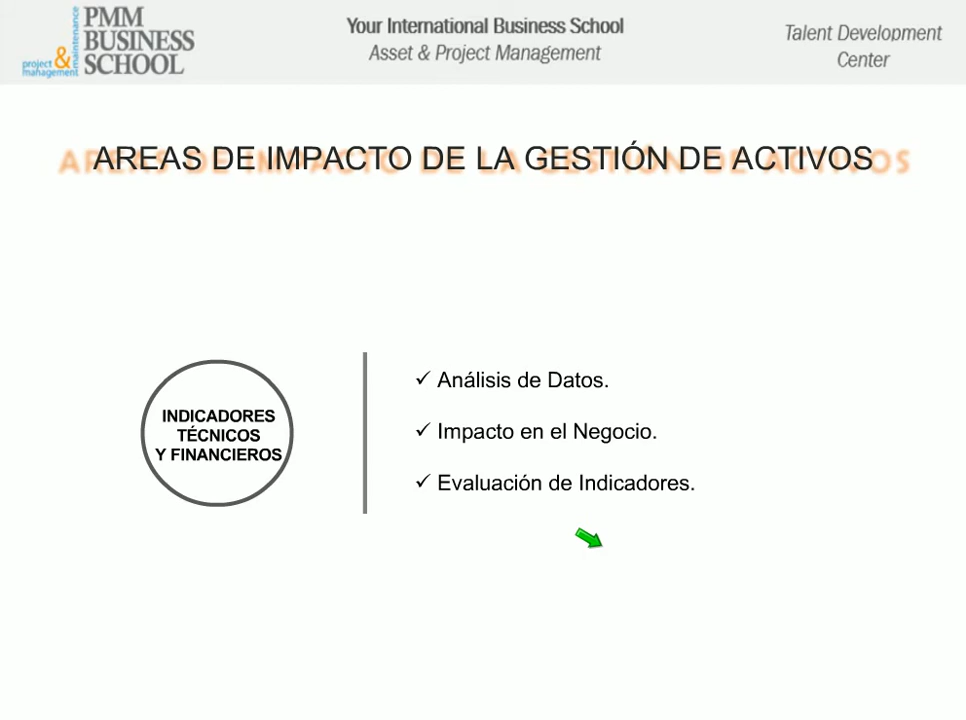 project
& 
management
maintenance
PMM
BUSINESS
SCHOOL
Your International Business School
Asset & Project Management
Talent Development
Center
AREAS DE IMPACTO DE LA GESTIÓN DE ACTIVOS
INDICADORES
TÉCNICOS
Y FINANCIEROS
✓ Análisis de Datos.
✓ Impacto en el Negocio.
✓ Evaluación de Indicadores.